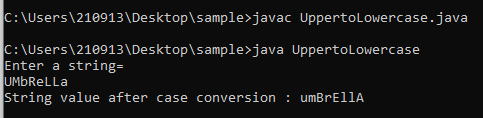 C:\Users\210913\Desktop\sample>javac UppertoLowercase.java
C:\Users\210913\Desktop\sample>java UppertoLowercase
Enter a string=
UMbReLLa
String value after case conversion : umBrEllA